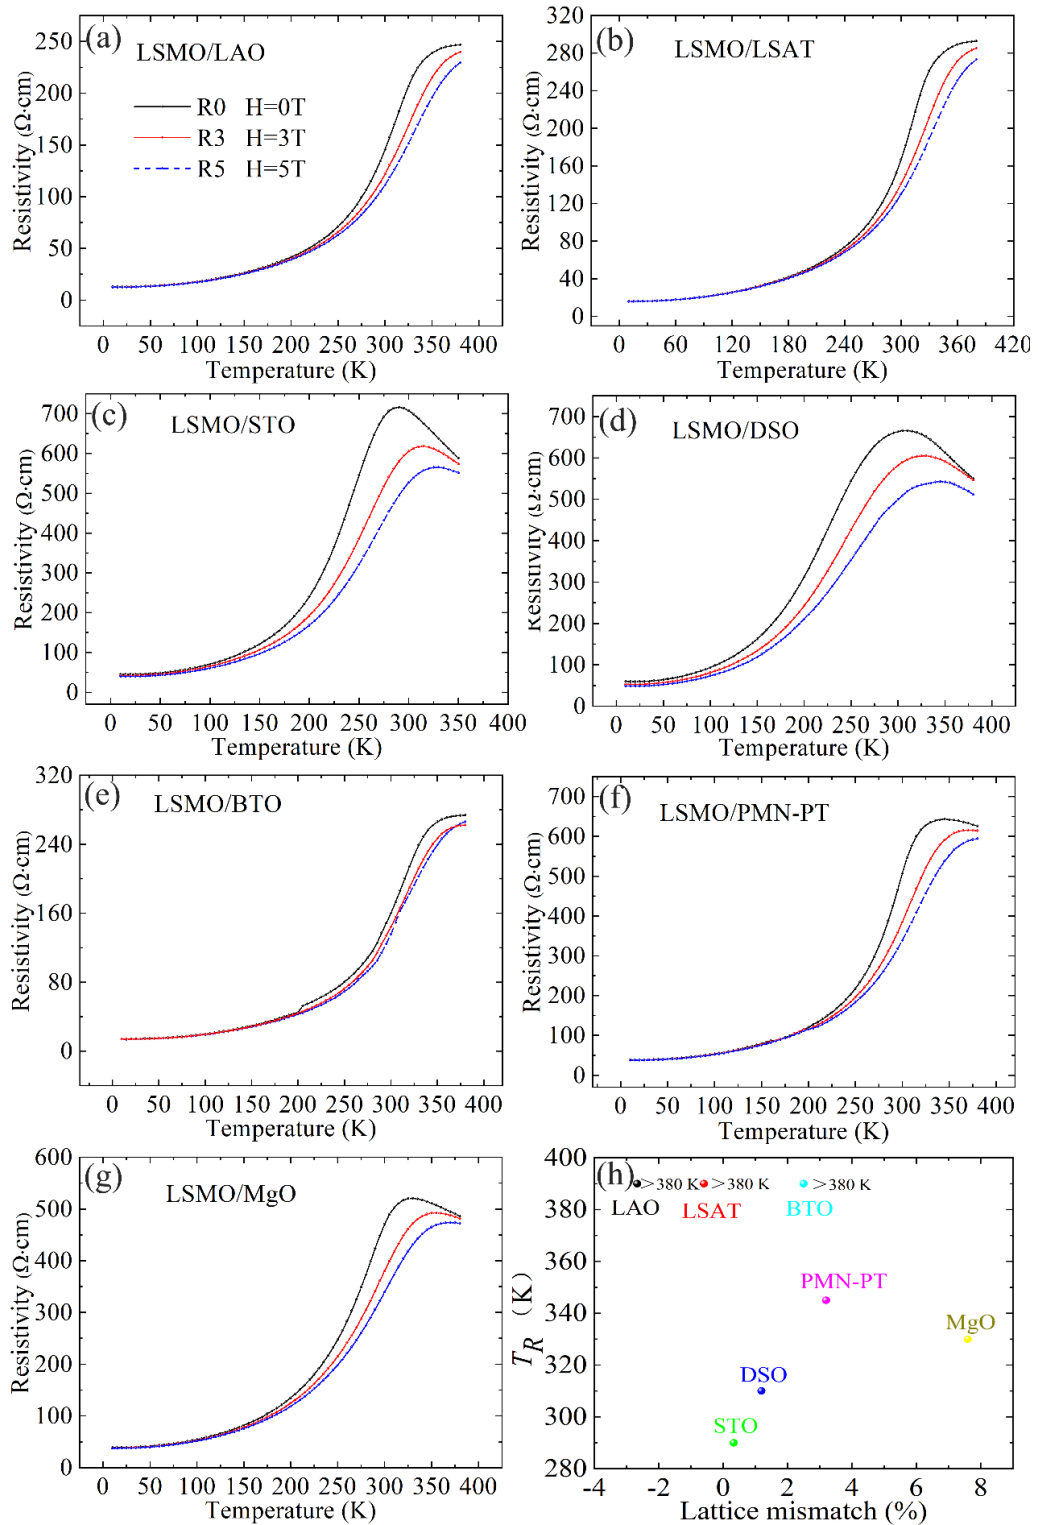 (a)
LSMO/LAO
R0 H=0T
R3 H=3T
R5 H=5T
250
200
150
100
50
0
Resistivity (Ω·cm)
0 50 100 150 200 250 300 350 400
Temperature (K)
(b)
LSMO/LSAT
320
280
240
200
160
120
80
40
0
Resistivity (Ω·cm)
0 60 120 180 240 300 360 420
Temperature (K)
(c)
LSMO/STO
700
600
500
400
300
200
100
0
Resistivity (Ω·cm)
0 50 100 150 200 250 300 350 400
Temperature (K)
(d)
LSMO/DSO
700
600
500
400
300
200
100
0
Resistivity (Ω·cm)
0 50 100 150 200 250 300 350 400
Temperature (K)
(e)
LSMO/BTO
320
240
160
80
0
Resistivity (Ω·cm)
0 50 100 150 200 250 300 350 400
Temperature (K)
(f)
LSMO/PMN-PT
700
600
500
400
300
200
100
0
Resistivity (Ω·cm)
0 50 100 150 200 250 300 350 400
Temperature (K)
(g)
LSMO/MgO
600
500
400
300
200
100
0
Resistivity (Ω·cm)
0 50 100 150 200 250 300 350 400
Temperature (K)
(h)
>380 K >380 K >380 K
LAO LSAT BTO
PMN-PT
MgO
DSO
STO
400
380
360
340
320
300
280
TR (K)
-4 -2 0 2 4 6 8
Lattice mismatch (%)